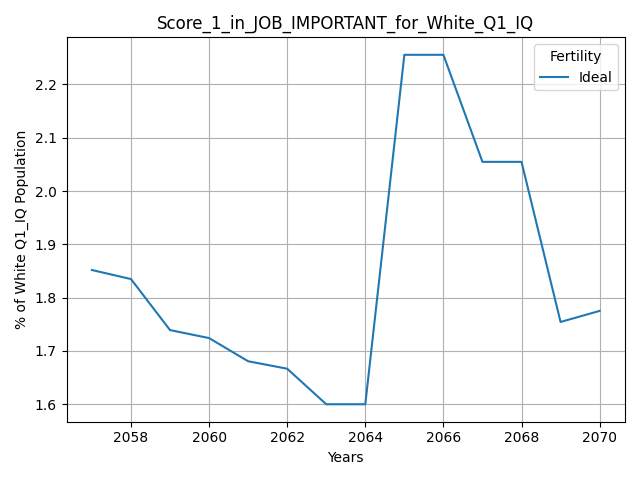 Score_1_in_JOB_IMPORTANT_for_White_Q1_IQ
Fertility
Ideal
% of White Q1_IQ Population
2.2
2.1
2.0
1.9
1.8
1.7
1.6
2058 2060 2062 2064 2066 2068 2070
Years